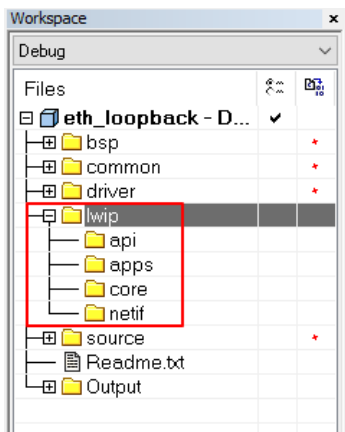 Workspace
Debug
Files
eth_loopback - D...
bsp
common
driver
lwip
api
apps
core
netif
source
Readme.txt
Output